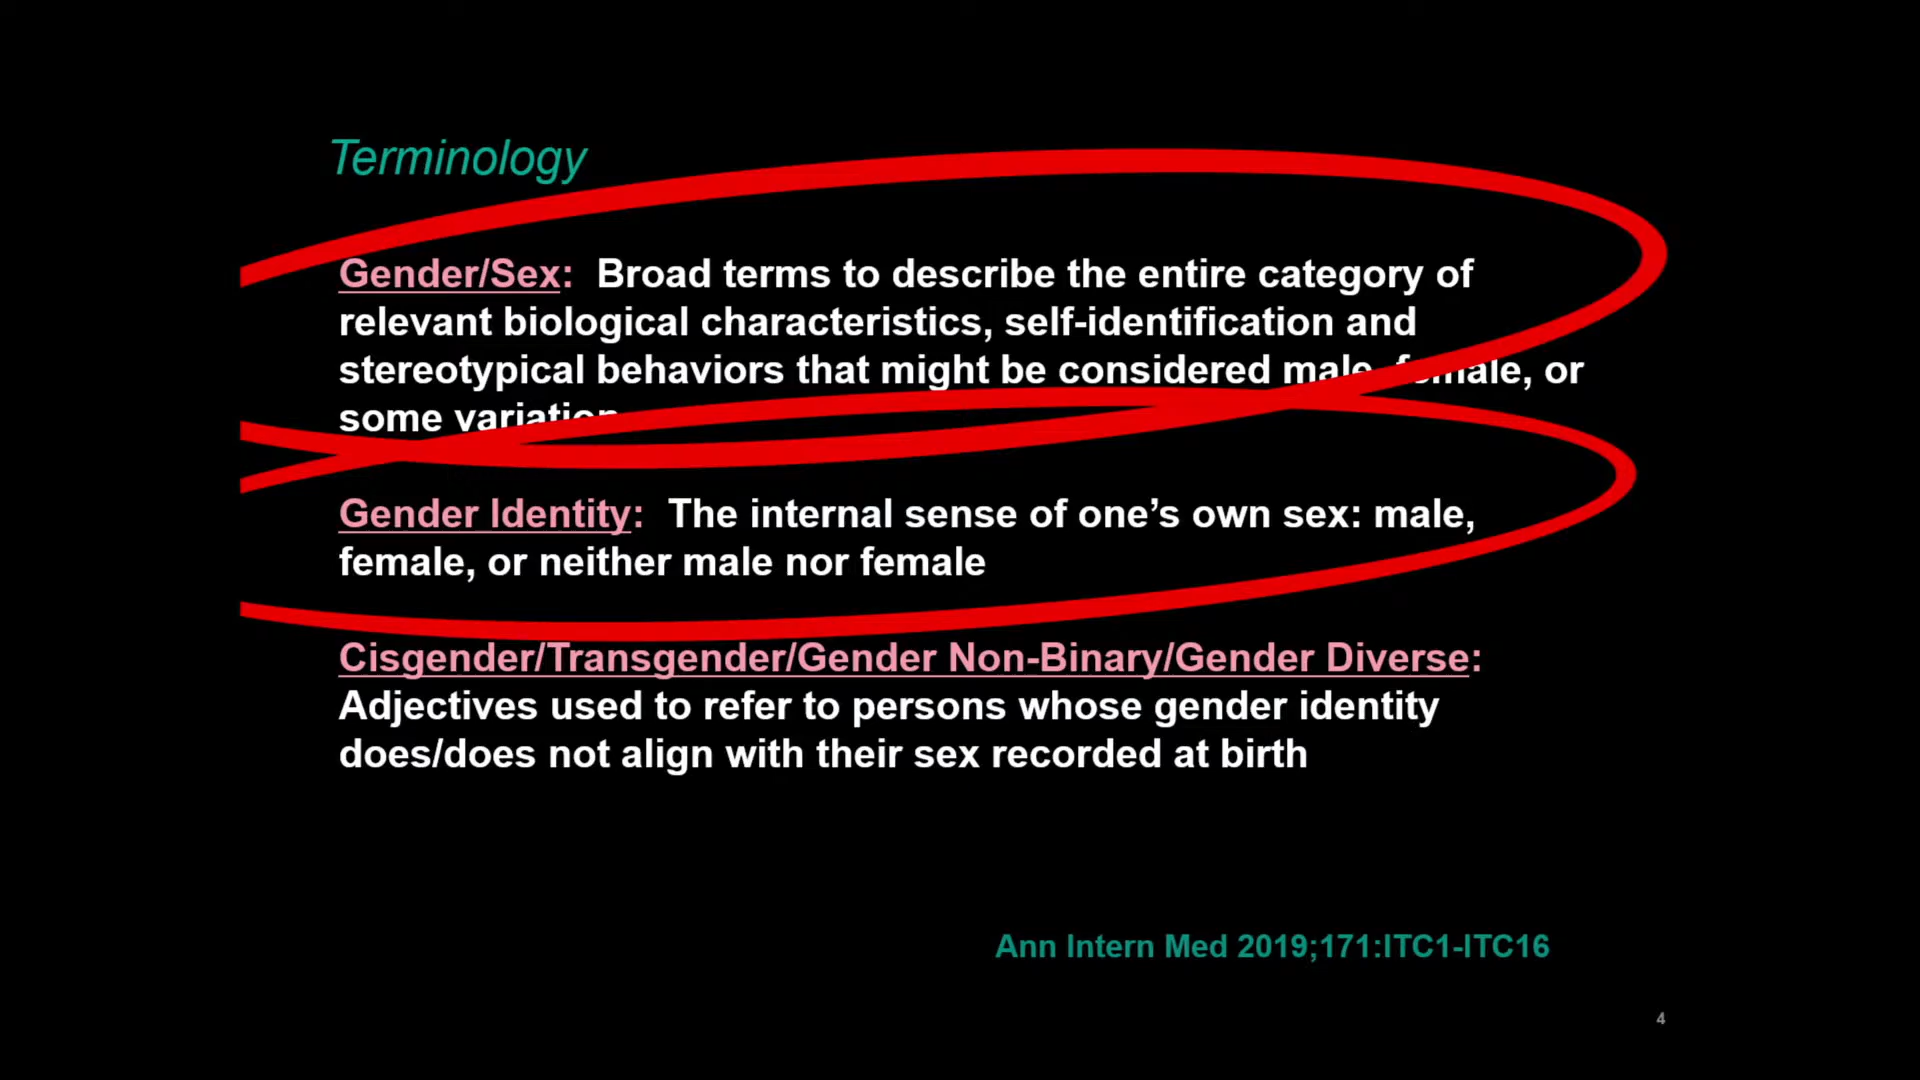 Terminology
Gender/Sex: Broad terms to describe the entire category of
relevant biological characteristics, self-identification and
stereotypical behaviors that might be considered male, female, or
some variation
Gender Identity: The internal sense of one’s own sex: male,
female, or neither male nor female
Cisgender/Transgender/Gender Non-Binary/Gender Diverse:
Adjectives used to refer to persons whose gender identity
does/does not align with their sex recorded at birth
Ann Intern Med 2019;171:ITC1-ITC16
4